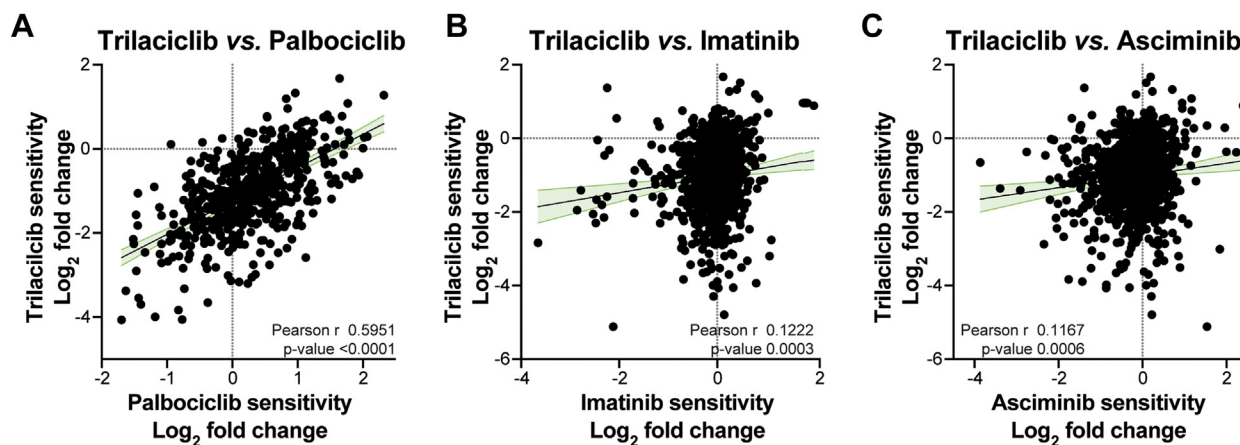 A
Trilaciclib vs. Palbociclib
2
0
-2
-4
Trilacilcib sensitivity
Log2 fold change
Pearson r 0.5951
p-value <0.0001
-2
-1
0
1
2
Palbociclib sensitivity
Log2 fold change
B
Trilaciclib vs. Imatinib
2
0
-2
-4
-6
Trilacilcib sensitivity
Log2 fold change
Pearson r 0.1222
p-value 0.0003
-4
-2
0
2
Imatinib sensitivity
Log2 fold change
C
Trilaciclib vs. Asciminib
2
0
-2
-4
-6
Trilacilcib sensitivity
Log2 fold change
Pearson r 0.1167
p-value 0.0006
-4
-2
0
2
Asciminib sensitivity
Log2 fold change